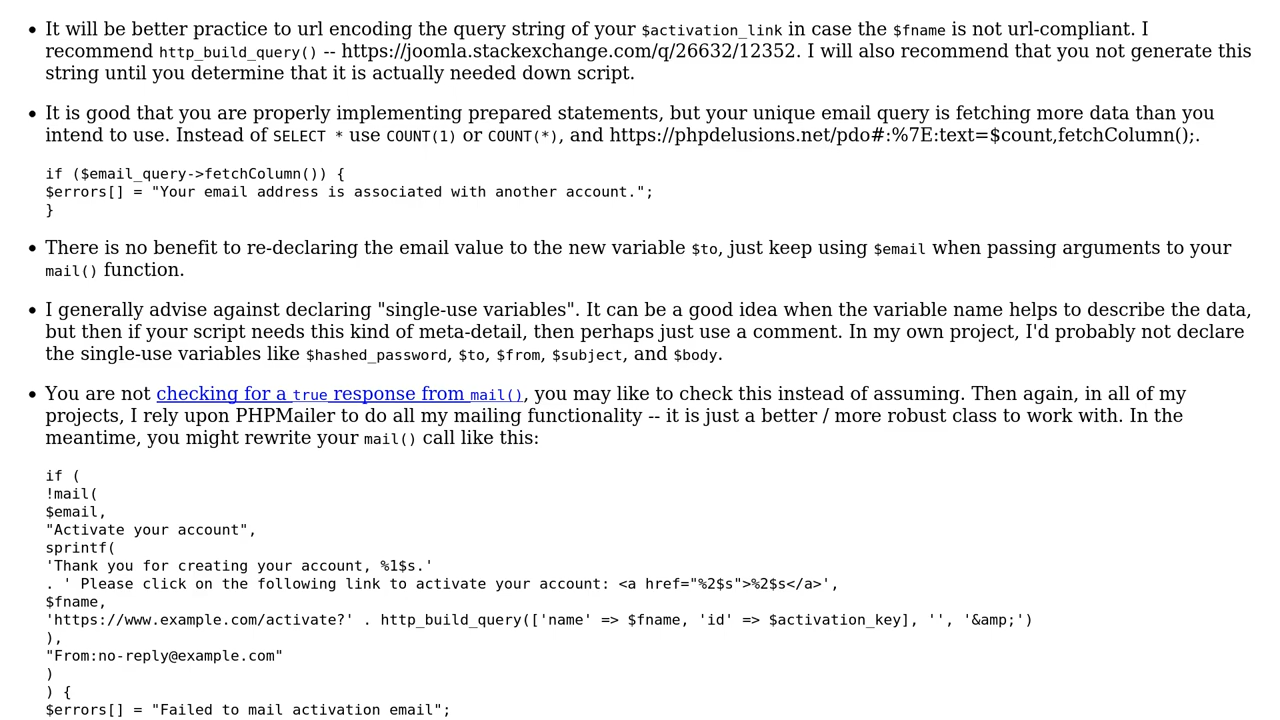 • It will be better practice to url encoding the query string of your $activation_link in case the $fname is not url-compliant. I
recommend http_build_query() -- https://joomla.stackexchange.com/q/26632/12352. I will also recommend that you not generate this
string until you determine that it is actually needed down script.
• It is good that you are properly implementing prepared statements, but your unique email query is fetching more data than you
intend to use. Instead of SELECT * use COUNT(1) or COUNT(*), and https://phpdelusions.net/pdo#:%7E:text=$count,fetchColumn();.
if ($email_query->fetchColumn()) {
$errors[] = "Your email address is associated with another account.";
}
• There is no benefit to re-declaring the email value to the new variable $to, just keep using $email when passing arguments to your
mail() function.
• I generally advise against declaring "single-use variables". It can be a good idea when the variable name helps to describe the data,
but then if your script needs this kind of meta-detail, then perhaps just use a comment. In my own project, I'd probably not declare
the single-use variables like $hashed_password, $to, $from, $subject, and $body.
• You are not checking for a true response from mail(), you may like to check this instead of assuming. Then again, in all of my
projects, I rely upon PHPMailer to do all my mailing functionality -- it is just a better / more robust class to work with. In the
meantime, you might rewrite your mail() call like this:
if (
!mail(
$email,
"Activate your account",
sprintf(
'Thank you for creating your account, %1$s.'
. ' Please click on the following link to activate your account: <a href="%2$s">%2$s</a>',
$fname,
'https://www.example.com/activate?' . http_build_query(['name' => $fname, 'id' => $activation_key], '', '&amp;')
),
"From:no-reply@example.com"
)
) {
$errors[] = "Failed to mail activation email";